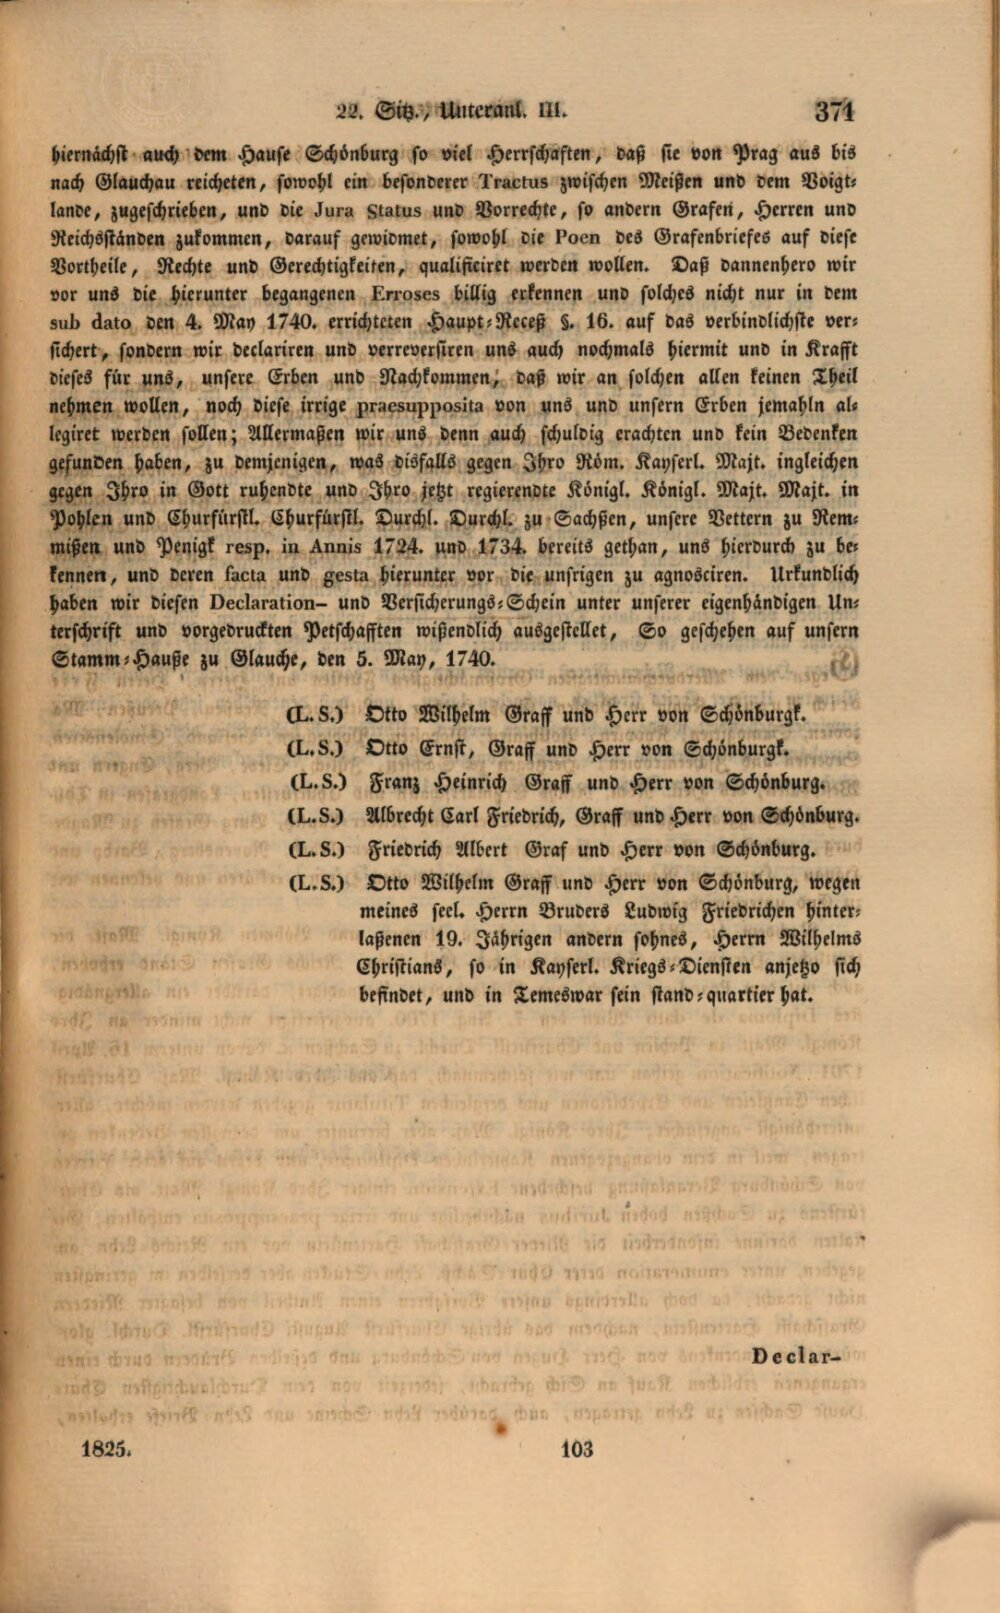 22. Sitz., Unteranl. III. 371
hiernächst auch dem Hause Schönburg so viel Herrschaften, daß sie von Prag aus bis
nach Glauchau reicheten, sowohl ein besonderer Tractus zwischen Meißen und dem Voigt-
lande, zugeschrieben, und die Jura Status und Vorrechte, so andern Grafen, Herren und
Reichsständen zukommen, darauf gewidmet, sowohl die Poen des Grafenbriefes auf diese
Vortheile, Rechte und Gerechtigkeiten, qualificiret werden wollen. Daß dannenhero wir
vor uns die hierunter begangenen Erroses billig erkennen und solches nicht nur in dem
sub dato den 4. May 1740. errichteten Haupt-Receß §. 16. auf das verbindlichste ver-
sichert, sondern wir declariren und verreversiren uns auch nochmals hiermit und in Krafft
dieses für uns, unsere Erben und Nachkommen, daß wir an solchen allen keinen Theil
nehmen wollen, noch diese irrige praesupposita von uns und unsern Erben jemahln al-
legiret werden sollen; Allermaßen wir uns denn auch schuldig erachten und kein Bedenken
gefunden haben, zu demjenigen, was disfalls gegen Ihro Röm. Kayserl. Majt. ingleichen
gegen Ihro in Gott ruhendte und Ihro jetzt regierendte Königl. Königl. Majt. Majt. in
Pohlen und Churfürstl. Churfürstl. Durchl. Durchl. zu Sachßen, unsere Vettern zu Rem-
mißen und Penigk resp. in Annis 1724. und 1734. bereits gethan, uns hierdurch zu be-
kennen, und deren facta und gesta hierunter vor die unsrigen zu agnosciren. Urkundlich
haben wir diesen Declaration- und Versicherungs-Schein unter unserer eigenhändigen Un-
terschrift und vorgedruckten Petschafften wißendlich ausgestellet, So geschehen auf unsern
Stamm-Hauße zu Glauche, den 5. May, 1740.
(L.S.) Otto Wilhelm Graff und Herr von Schönburgk.
(L.S.) Otto Ernst, Graff und Herr von Schönburgk.
(L.S.) Franz Heinrich Graff und Herr von Schönburg.
(L.S.) Albrecht Carl Friedrich, Graff und Herr von Schönburg.
(L.S.) Friedrich Albert Graf und Herr von Schönburg.
(L.S.) Otto Wilhelm Graff und Herr von Schönburg, wegen
meines seel. Herrn Bruders Ludwig Friedrichen hinter-
laßenen 19. Jährigen andern sohnes, Herrn Wilhelms
Christians, so in Kayserl. Kriegs-Diensten anjetzo sich
befindet, und in Temeswar sein stand-quartier hat.
Declar-
1825. 103